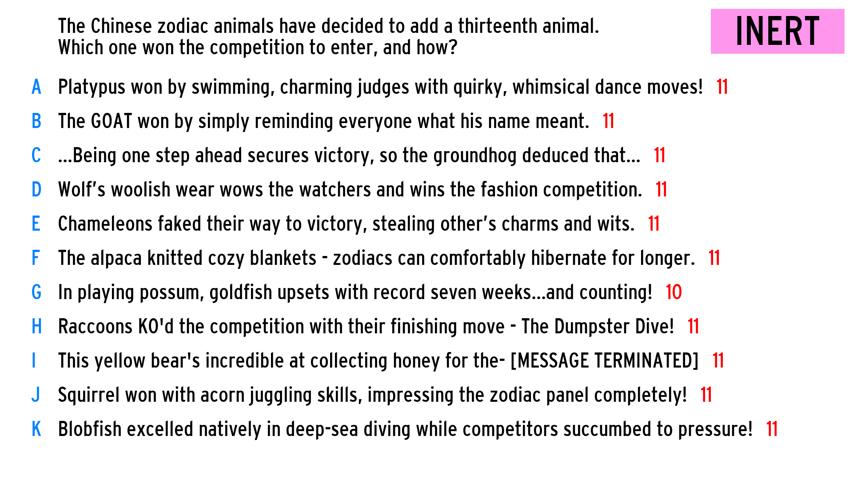 The Chinese zodiac animals have decided to add a thirteenth animal.
Which one won the competition to enter, and how?
INERT
A Platypus won by swimming, charming judges with quirky, whimsical dance moves! 11
B The GOAT won by simply reminding everyone what his name meant. 11
C ...Being one step ahead secures victory, so the groundhog deduced that... 11
D Wolf's woolish wear wows the watchers and wins the fashion competition. 11
E Chameleons faked their way to victory, stealing other's charms and wits. 11
F The alpaca knitted cozy blankets - zodiacs can comfortably hibernate for longer. 11
G In playing possum, goldfish upsets with record seven weeks...and counting! 10
H Raccoons KO'd the competition with their finishing move - The Dumpster Dive! 11
I This yellow bear's incredible at collecting honey for the- [MESSAGE TERMINATED] 11
J Squirrel won with acorn juggling skills, impressing the zodiac panel completely! 11
K Blobfish excelled natively in deep-sea diving while competitors succumbed to pressure! 11